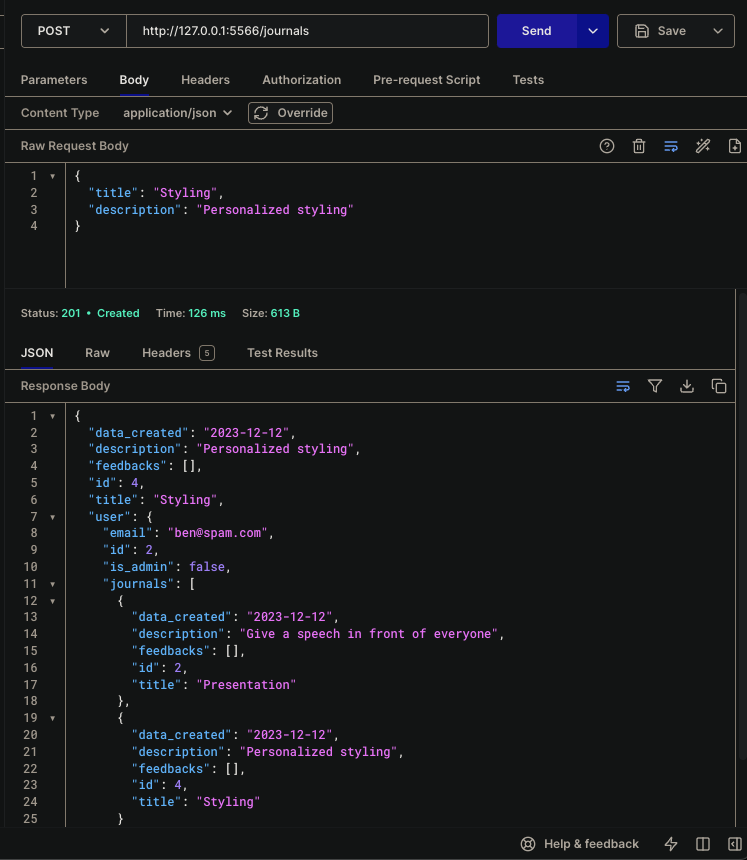 POST http://127.0.0.1:5566/journals Send Save
Parameters Body Headers Authorization Pre-request Script Tests
Content Type application/json Override
Raw Request Body
1 {
2 "title": "Styling",
3 "description": "Personalized styling"
4 }
Status: 201 • Created Time: 126 ms Size: 613 B
JSON Raw Headers 5 Test Results
Response Body
1 {
2 "data_created": "2023-12-12",
3 "description": "Personalized styling",
4 "feedbacks": [],
5 "id": 4,
6 "title": "Styling",
7 "user": {
8 "email": "ben@spam.com",
9 "id": 2,
10 "is_admin": false,
11 "journals": [
12 {
13 "data_created": "2023-12-12",
14 "description": "Give a speech in front of everyone",
15 "feedbacks": [],
16 "id": 2,
17 "title": "Presentation"
18 },
19 {
20 "data_created": "2023-12-12",
21 "description": "Personalized styling",
22 "feedbacks": [],
23 "id": 4,
24 "title": "Styling"
25 }
Help & feedback